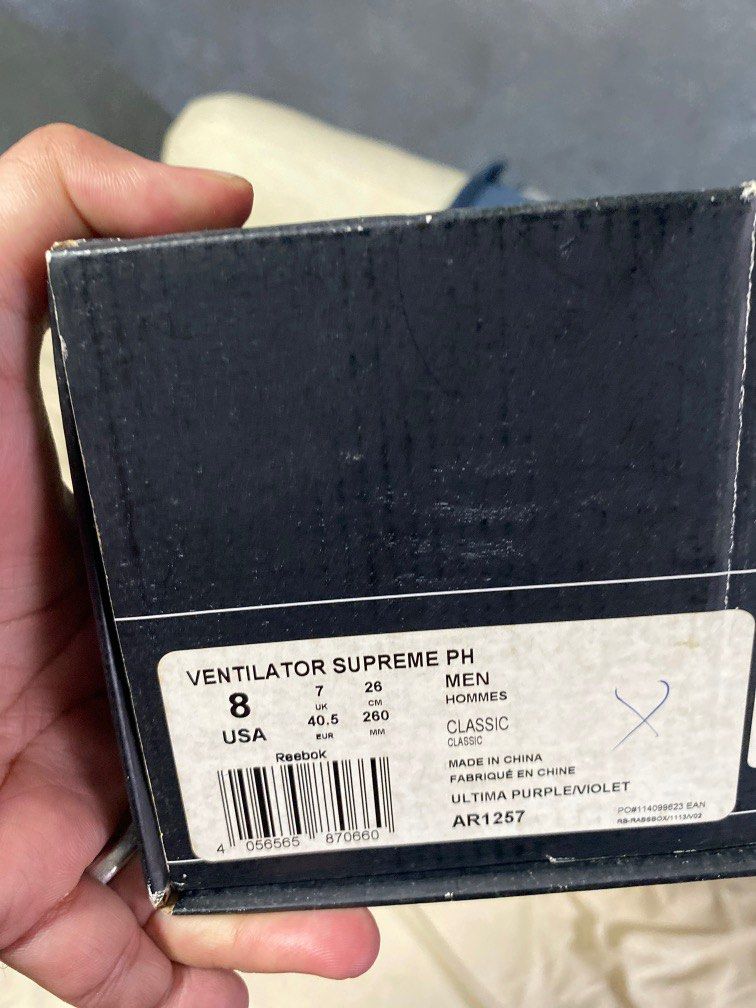 VENTILATOR SUPREME PH
8
USA
7
UK
40.5
EUR
26
CM
260
MM
MEN
HOMMES
CLASSIC
CLASSIC
MADE IN CHINA
FABRIQUÉ EN CHINE
ULTIMA PURPLE/VIOLET
AR1257
Reebok
4 056565 870660
PO#114099623 EAN
RB-RABSBOX/1113/V02